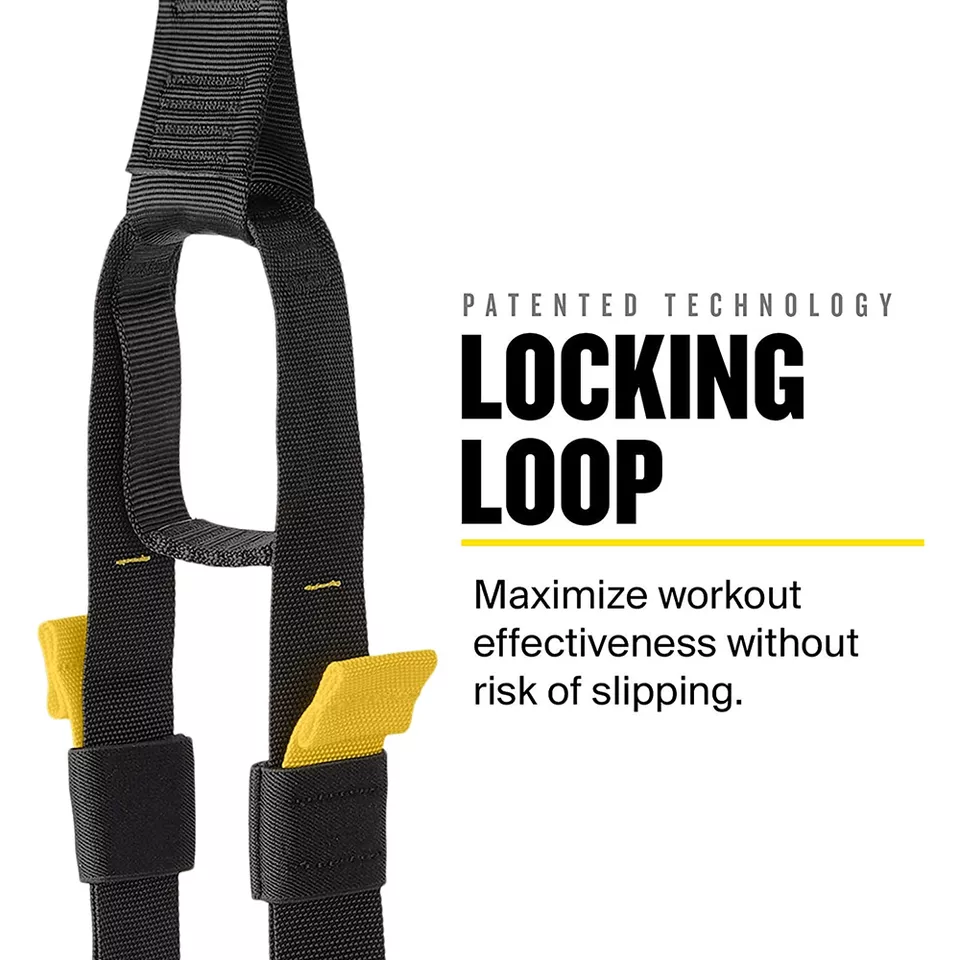 PATENTED TECHNOLOGY
LOCKING
LOOP
Maximize workout
effectiveness without
risk of slipping.